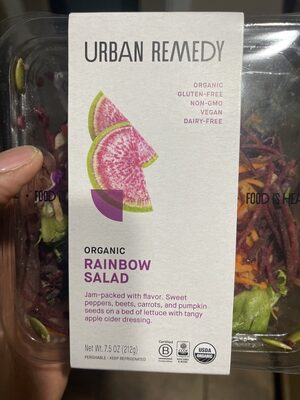 URBAN REMEDY
ORGANIC
GLUTEN-FREE
NON-GMO
VEGAN
DAIRY-FREE
FOOD
FOOD IS HEA
ORGANIC
RAINBOW
SALAD
Jam-packed with flavor. Sweet
peppers, beets, carrots, and pumpkin
seeds on a bed of lettuce with tangy
apple cider dressing.
Net Wt. 7.5 OZ (212g)
PERISHABLE • KEEP REFRIGERATED
Certified
B
Corporation
USDA
ORGANIC